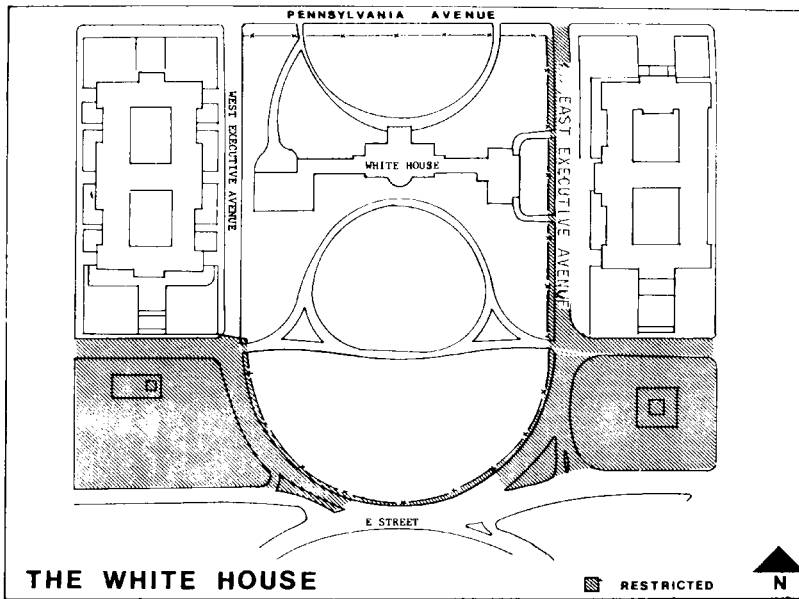 PENNSYLVANIA AVENUE
WEST EXECUTIVE AVENUE
WHITE HOUSE
EAST EXECUTIVE AVENUE
E STREET
THE WHITE HOUSE
RESTRICTED
N